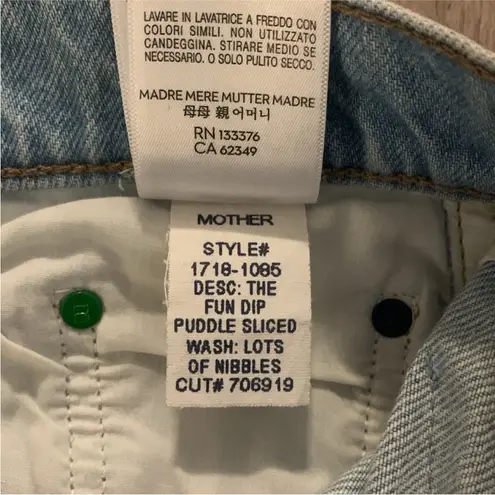 LAVARE IN LAVATRICE A FREDDO CON
COLORI SIMILI. NON UTILIZZATO
CANDEGGINA. STIRARE MEDIO SE
NECESSARIO. O SOLO PULITO SECCO.
MADRE MERE MUTTER MADRE
母母 親 어머니
RN 133376
CA 62349
MOTHER
STYLE#
1718-1085
DESC: THE
FUN DIP
PUDDLE SLICED
WASH: LOTS
OF NIBBLES
CUT# 706919